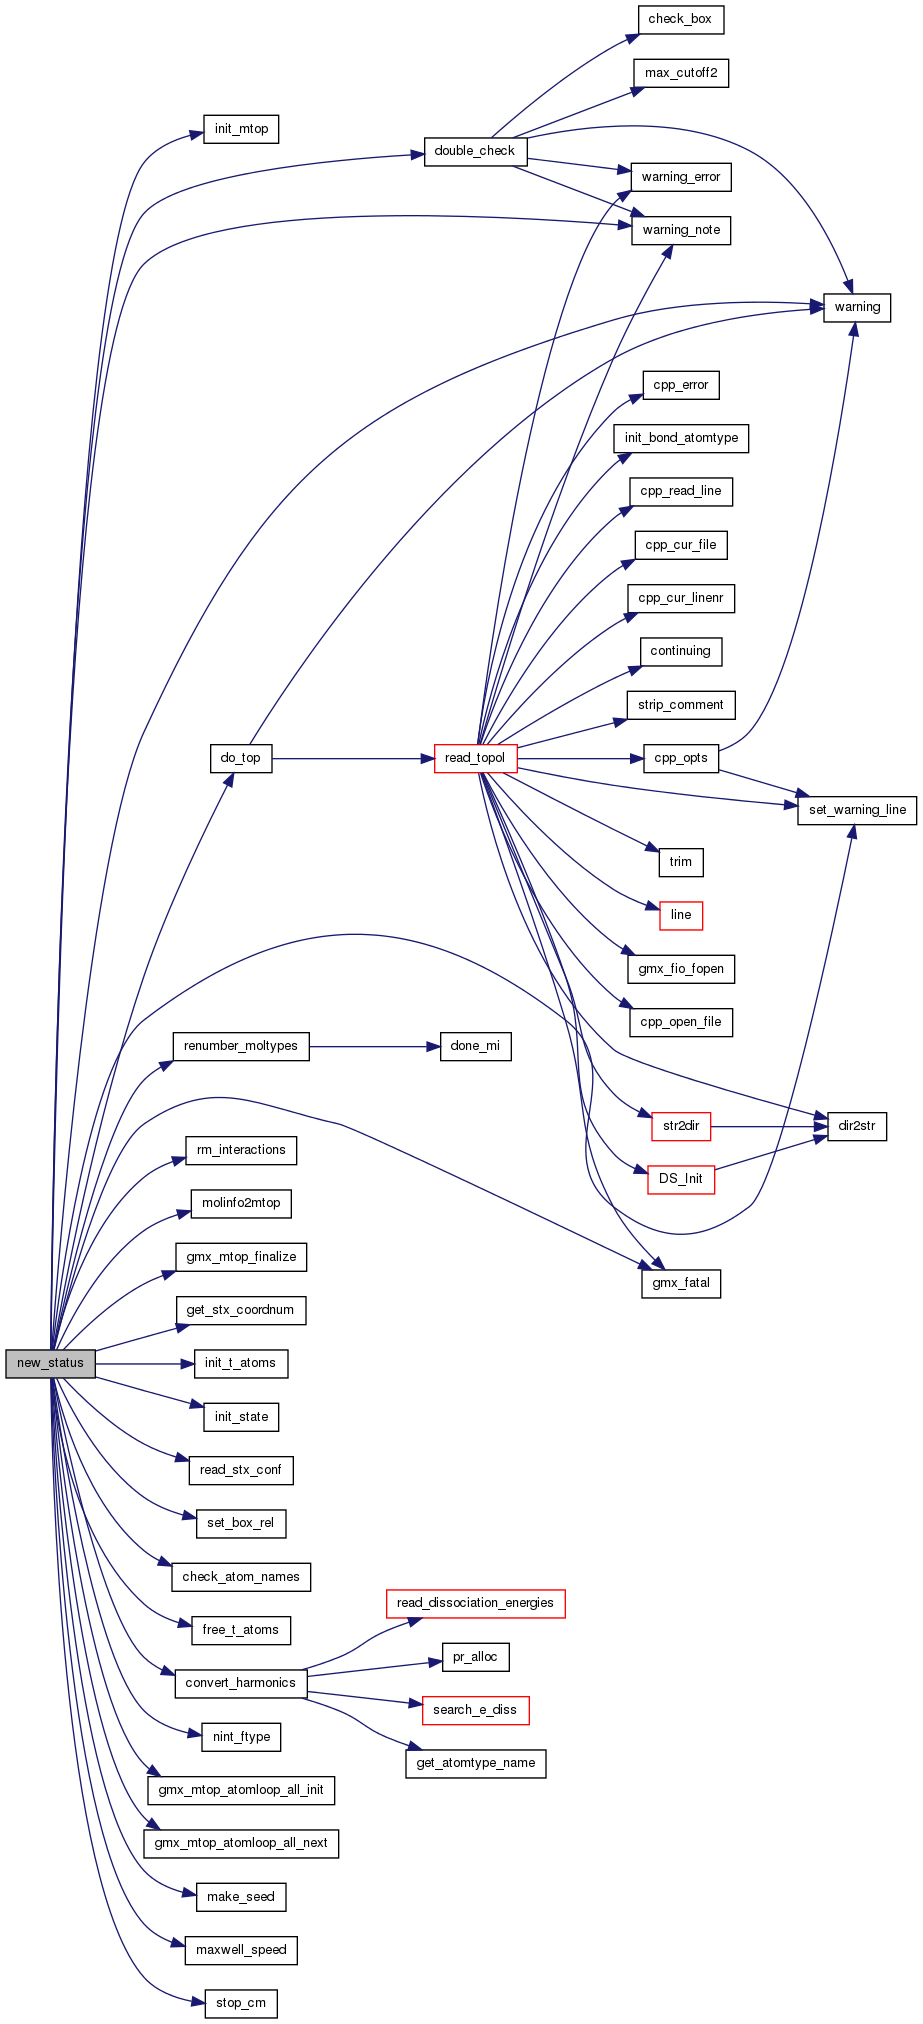 check_box
max_cutoff2
init_mtop
double_check
warning_error
warning_note
warning
cpp_error
init_bond_atomtype
cpp_read_line
cpp_cur_file
cpp_cur_linenr
continuing
strip_comment
do_top
read_topol
cpp_opts
set_warning_line
trim
line
gmx_fio_fopen
cpp_open_file
renumber_moltypes
done_mi
str2dir
dir2str
rm_interactions
DS_Init
molinfo2mtop
gmx_mtop_finalize
gmx_fatal
get_stx_coordnum
new_status
init_t_atoms
init_state
read_stx_conf
set_box_rel
check_atom_names
read_dissociation_energies
free_t_atoms
pr_alloc
convert_harmonics
search_e_diss
nint_ftype
get_atomtype_name
gmx_mtop_atomloop_all_init
gmx_mtop_atomloop_all_next
make_seed
maxwell_speed
stop_cm